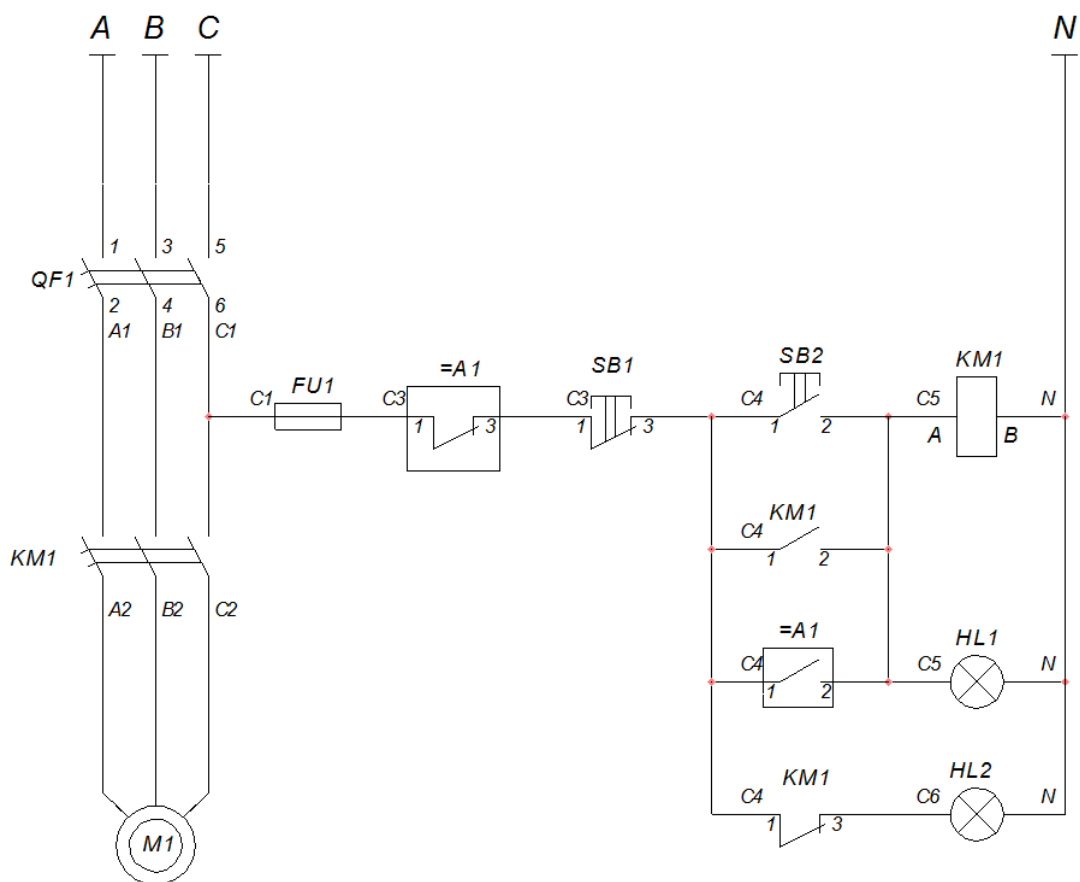 A B C N
1 3 5
QF1
2 4 6
A1 B1 C1
=A1 SB1 SB2 KM1
C1 FU1 C3 C3 C4 C5 N
1 3 1 3 1 2 A B
KM1
C4
1 2
KM1
A2 B2 C2
=A1 HL1
C4 C5 N
1 2
KM1 HL2
C4 C6 N
1 3
M1